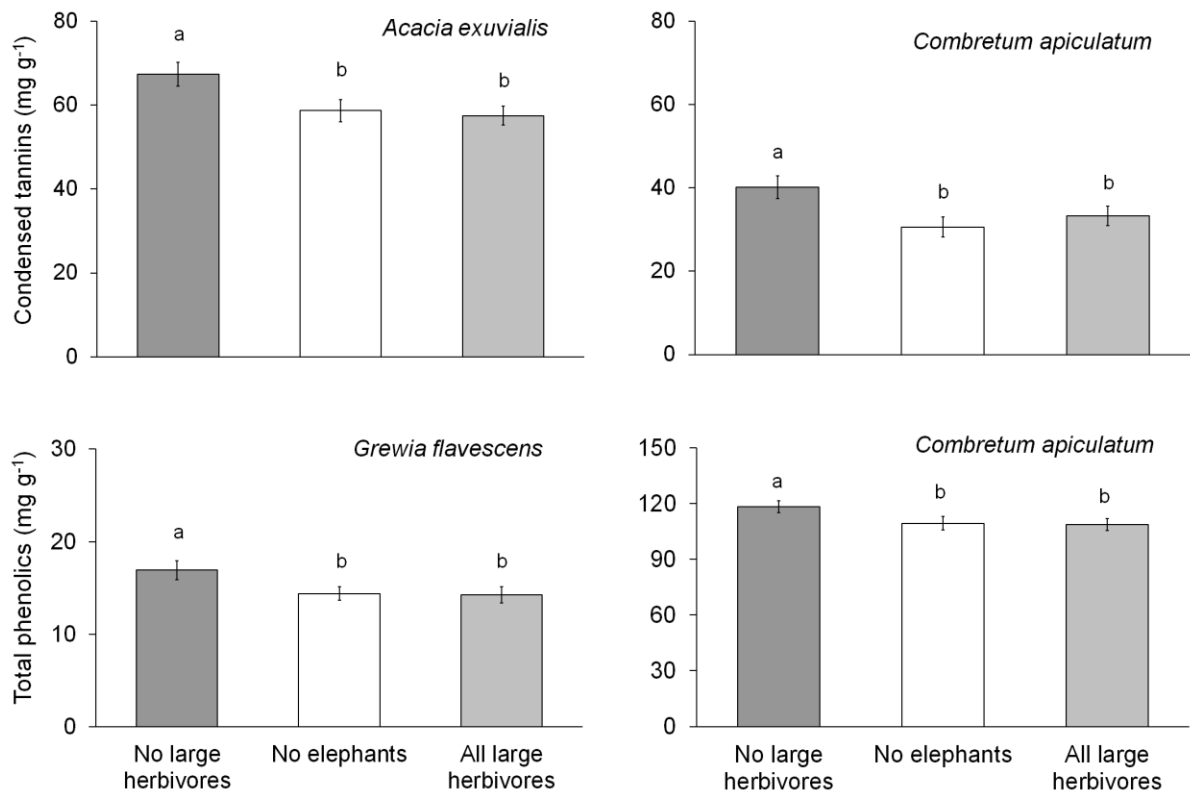 Acacia exuvialis
Condensed tannins (mg g-1)
80
60
40
20
0
a
b
b
Combretum apiculatum
80
60
40
20
0
a
b
b
Grewia flavescens
Total phenolics (mg g-1)
30
20
10
0
a
b
b
No large
herbivores
No elephants
All large
herbivores
Combretum apiculatum
150
120
90
60
30
0
a
b
b
No large
herbivores
No elephants
All large
herbivores